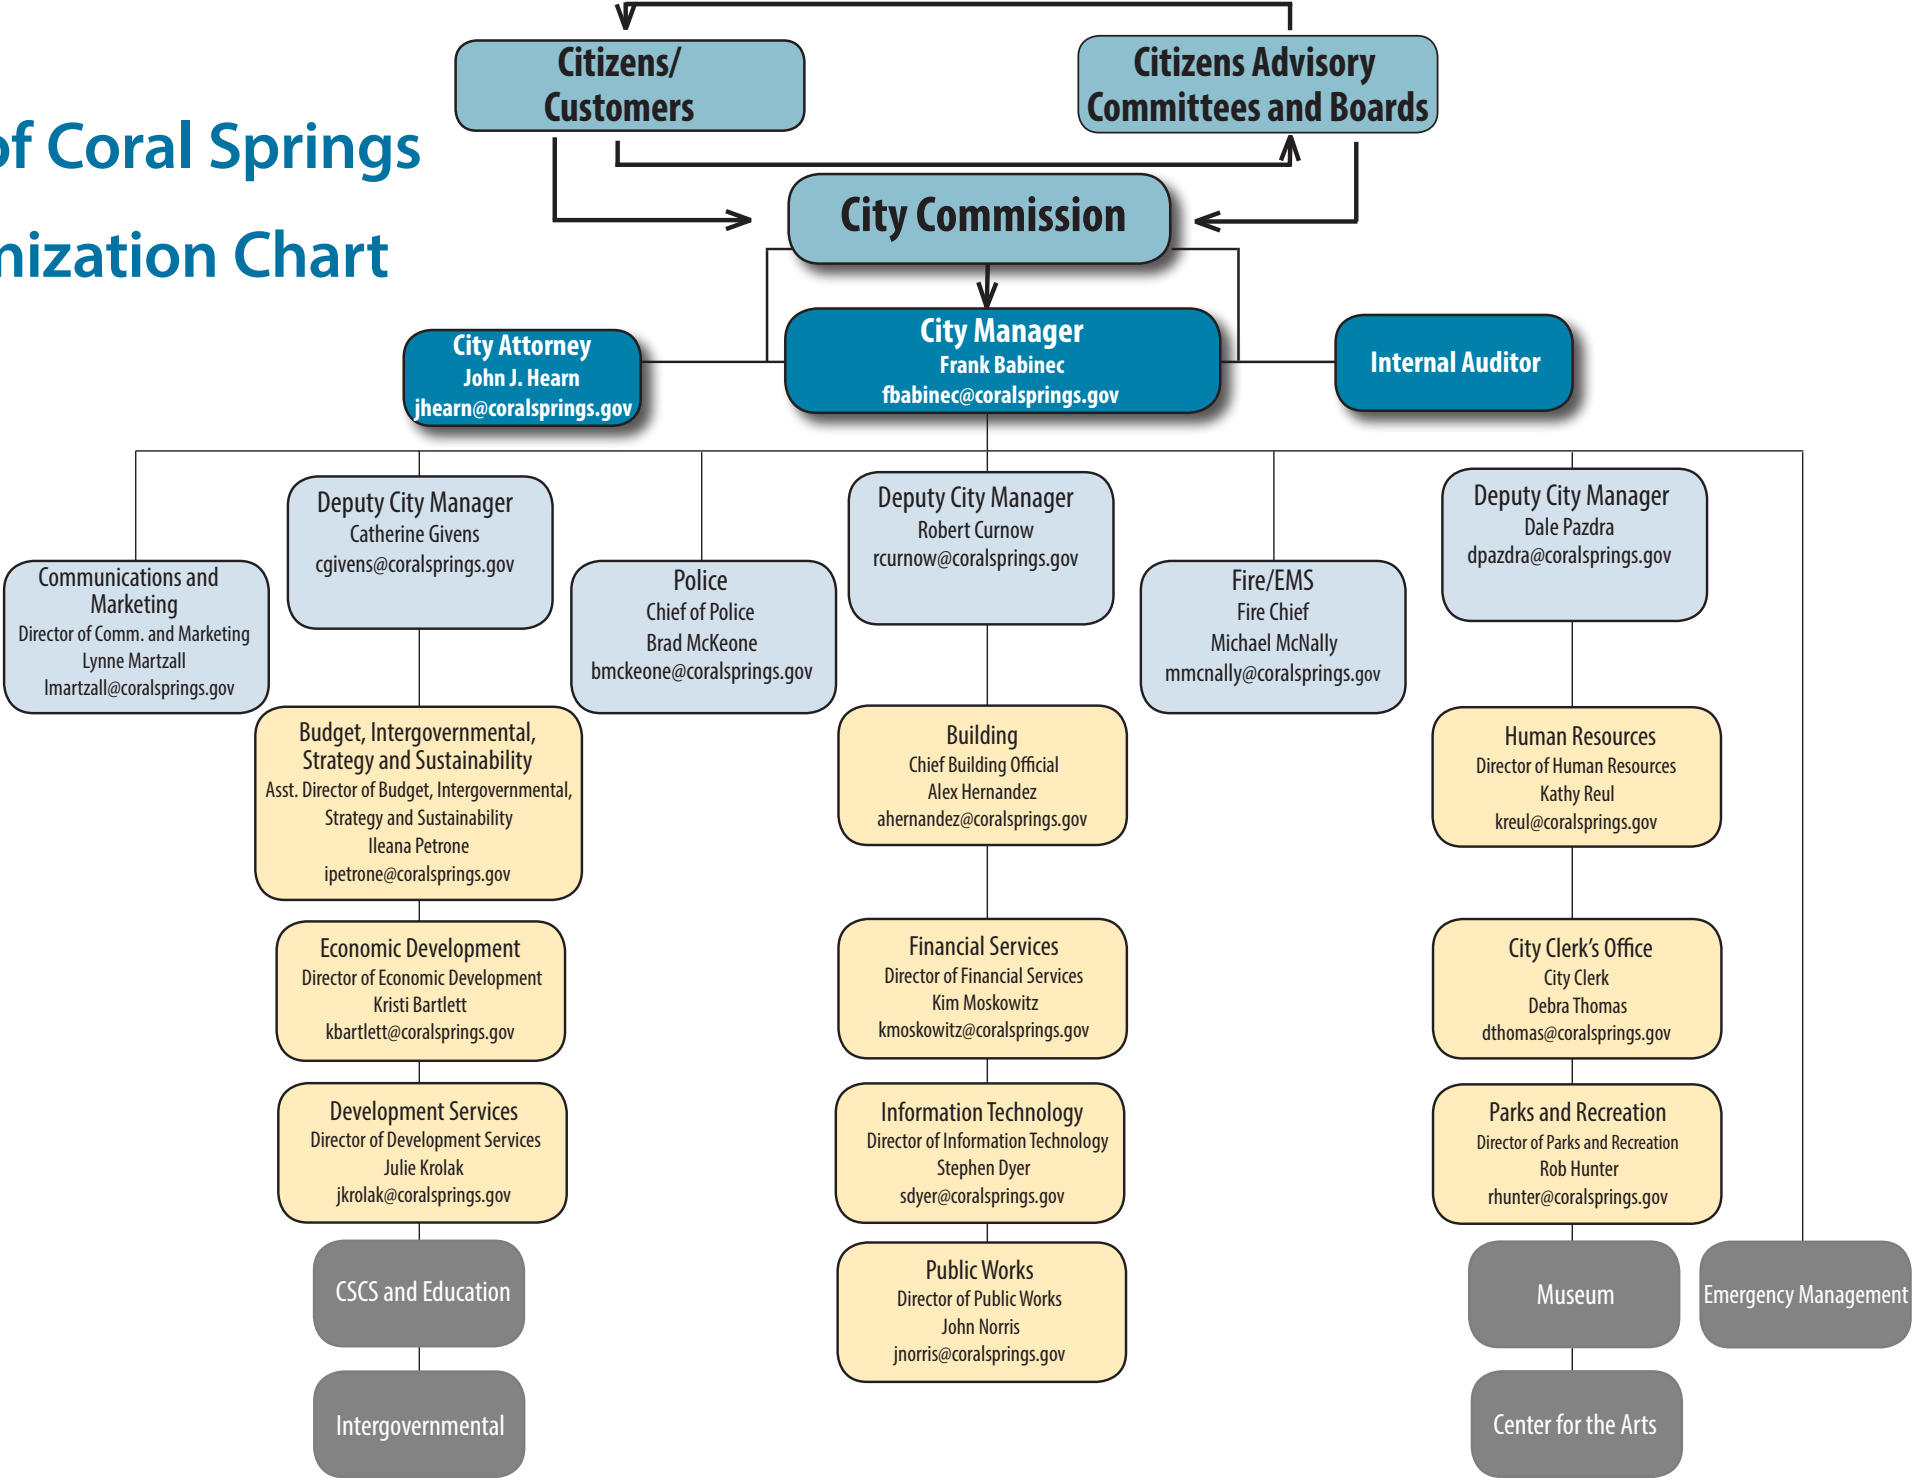 Citizens/
Customers
Citizens Advisory
Committees and Boards
of Coral Springs
nization Chart
City Commission
City Attorney
John J. Hearn
jhearn@coralsprings.gov
City Manager
Frank Babinec
fbabinec@coralsprings.gov
Internal Auditor
Communications and
Marketing
Director of Comm. and Marketing
Lynne Martzall
lmartzall@coralsprings.gov
Deputy City Manager
Catherine Givens
cgivens@coralsprings.gov
Police
Chief of Police
Brad McKeone
bmckeone@coralsprings.gov
Deputy City Manager
Robert Curnow
rcurnow@coralsprings.gov
Fire/EMS
Fire Chief
Michael McNally
mmcnally@coralsprings.gov
Deputy City Manager
Dale Pazdra
dpazdra@coralsprings.gov
Budget, Intergovernmental,
Strategy and Sustainability
Asst. Director of Budget, Intergovernmental,
Strategy and Sustainability
Ileana Petrone
ipetrone@coralsprings.gov
Building
Chief Building Official
Alex Hernandez
ahernandez@coralsprings.gov
Human Resources
Director of Human Resources
Kathy Reul
kreul@coralsprings.gov
Economic Development
Director of Economic Development
Kristi Bartlett
kbartlett@coralsprings.gov
Financial Services
Director of Financial Services
Kim Moskowitz
kmoskowitz@coralsprings.gov
City Clerk's Office
City Clerk
Debra Thomas
dthomas@coralsprings.gov
Development Services
Director of Development Services
Julie Krolak
jkrolak@coralsprings.gov
Information Technology
Director of Information Technology
Stephen Dyer
sdyer@coralsprings.gov
Parks and Recreation
Director of Parks and Recreation
Rob Hunter
rhunter@coralsprings.gov
CSCS and Education
Public Works
Director of Public Works
John Norris
jnorris@coralsprings.gov
Museum
Emergency Management
Intergovernmental
Center for the Arts